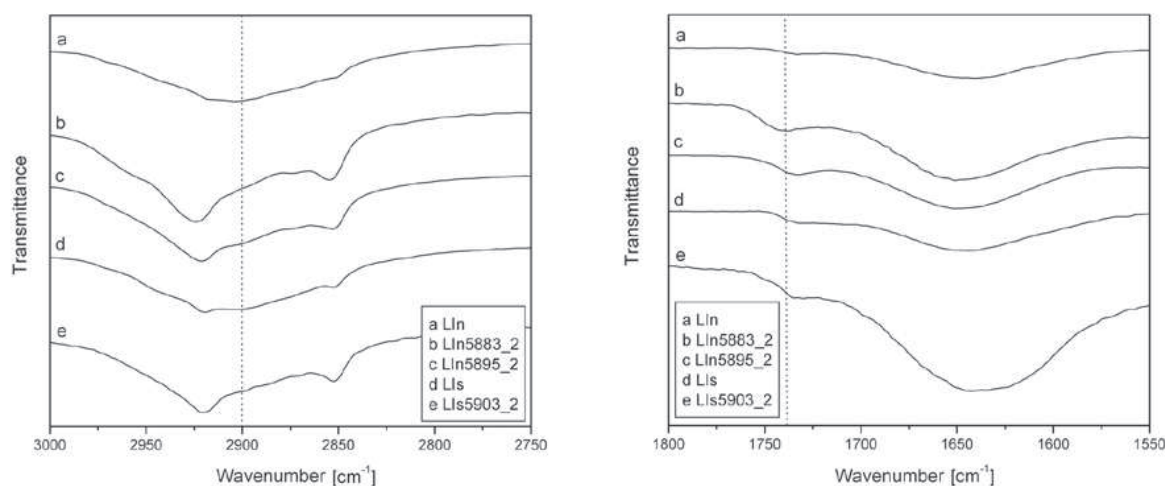 a
b
c
d
e
Transmittance
a LIn
b LIn5883_2
c LIn5895_2
d LIs
e LIs5903_2
3000 2950 2900 2850 2800 2750
Wavenumber [cm⁻¹]
a
b
c
d
e
Transmittance
a LIn
b LIn5883_2
c LIn5895_2
d LIs
e LIs5903_2
1800 1750 1700 1650 1600 1550
Wavenumber [cm⁻¹]